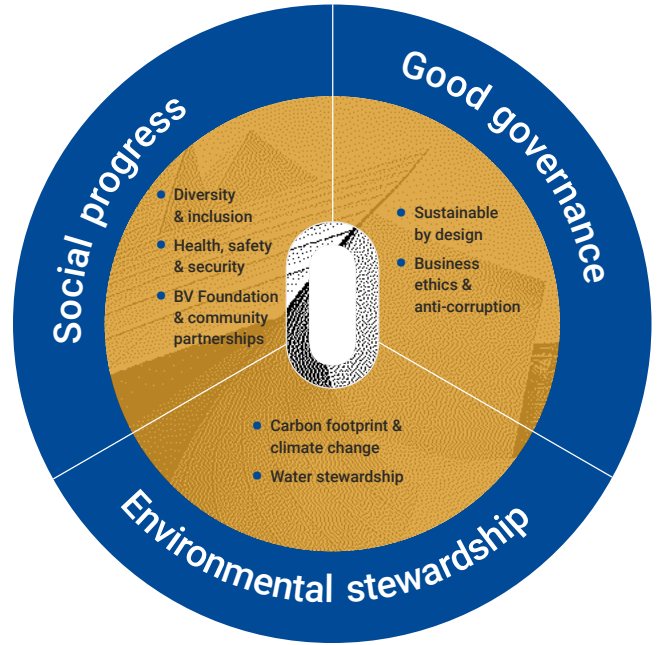 Social progress
Diversity
& inclusion
Health, safety
& security
BV Foundation
& community
partnerships
Good governance
Sustainable
by design
Business
ethics &
anti-corruption
Environmental stewardship
Carbon footprint &
climate change
Water stewardship